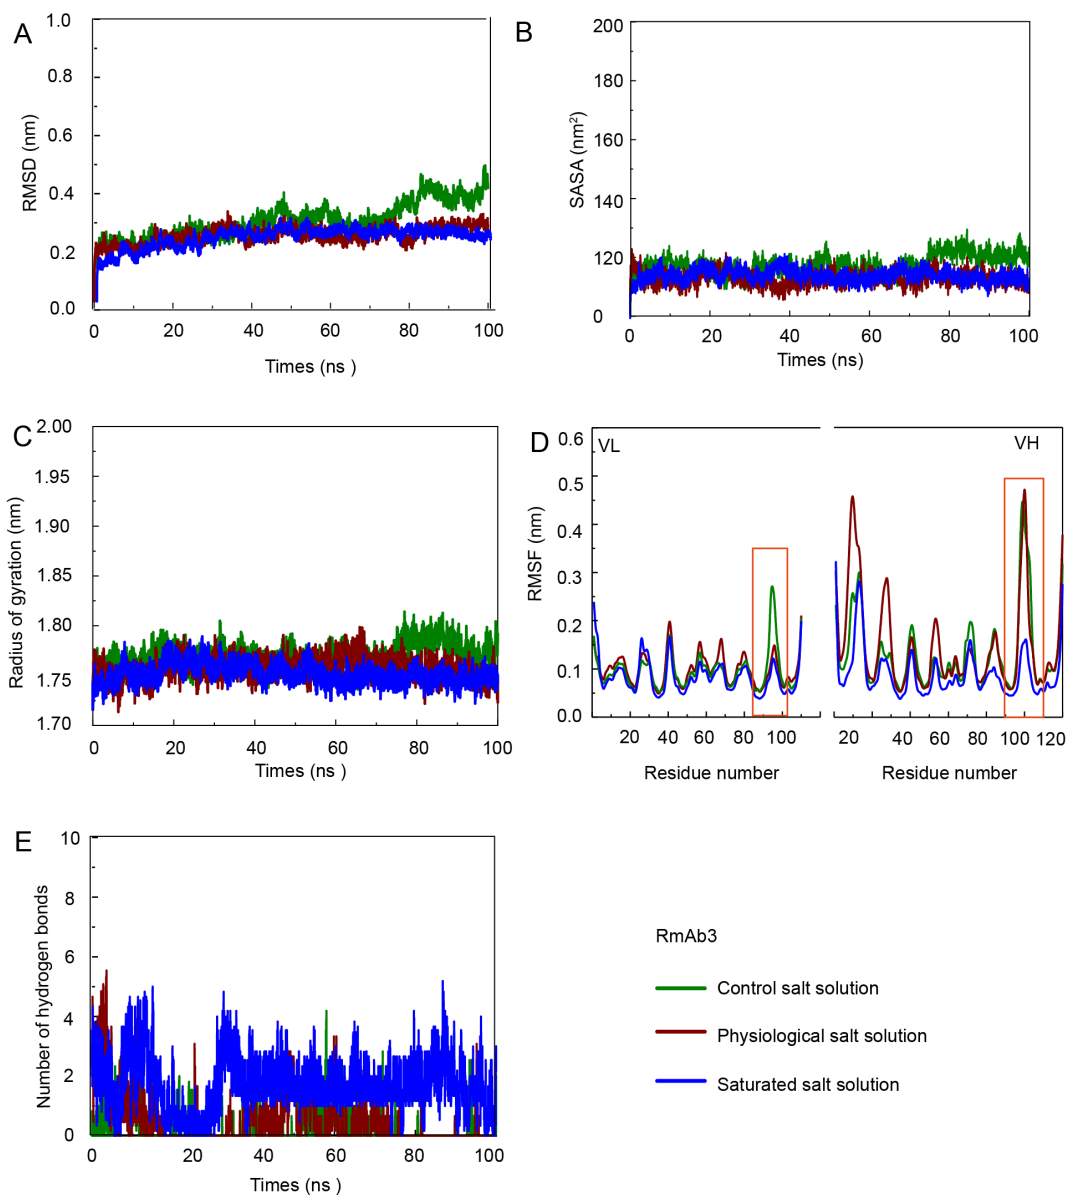 A
RMSD (nm)
1.0
0.8
0.6
0.4
0.2
0.0
0 20 40 60 80 100
Times (ns )
B
SASA (nm2)
200
180
160
140
120
0
0 20 40 60 80 100
Times (ns)
C
Radius of gyration (nm)
2.00
1.95
1.90
1.85
1.80
1.75
1.70
0 20 40 60 80 100
Times (ns )
D
RMSF (nm)
0.6
0.5
0.4
0.3
0.2
0.1
0.0
VL
VH
20 40 60 80 100
20 40 60 80 100 120
Residue number
Residue number
E
Number of hydrogen bonds
10
8
6
4
2
0
0 20 40 60 80 100
Times (ns )
RmAb3
Control salt solution
Physiological salt solution
Saturated salt solution